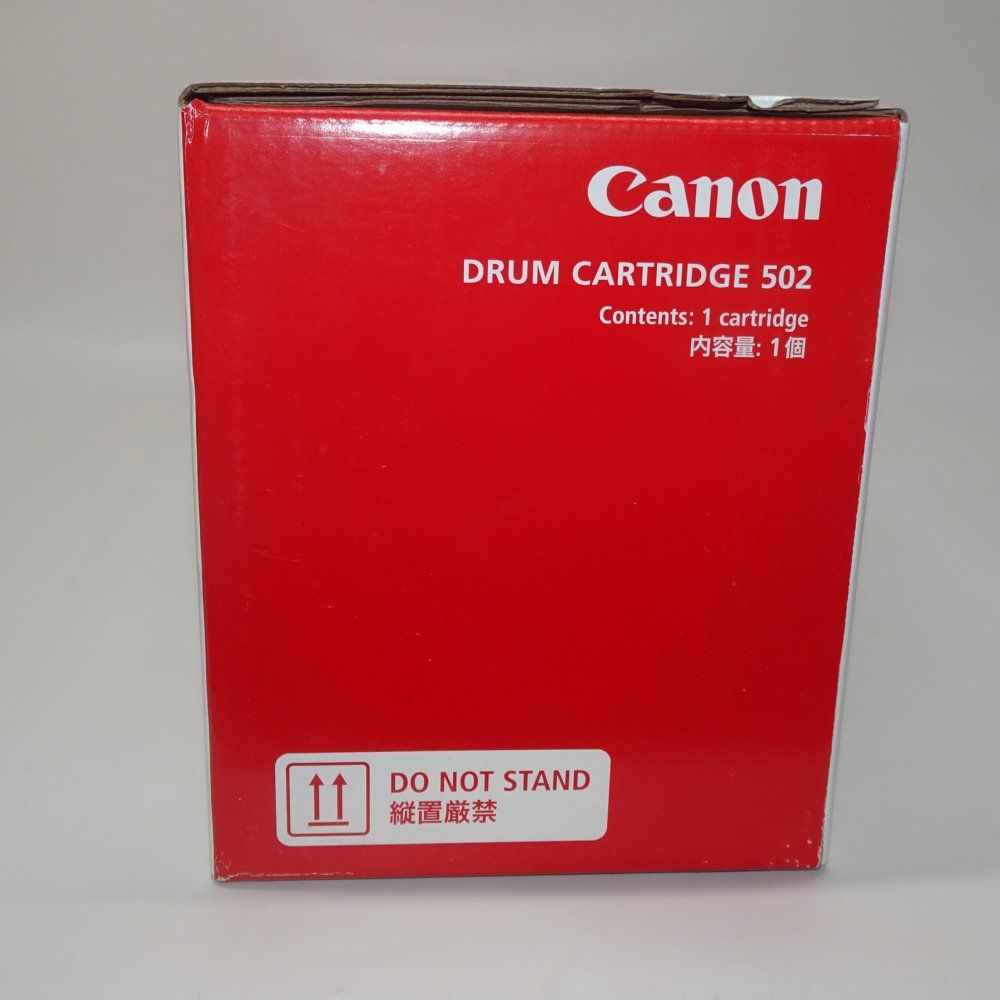 Canon
DRUM CARTRIDGE 502
Contents: 1 cartridge
内容量: 1個
DO NOT STAND
縦置厳禁